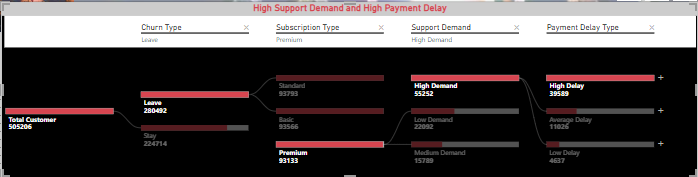 High Support Demand and High Payment Delay
Churn Type ×
Leave
Subscription Type ×
Premium
Support Demand ×
High Demand
Payment Delay Type ×
Total Customer
505206
Leave
280492
Stay
224714
Standard
93793
Basic
93566
Premium
93133
High Demand
55252
Low Demand
22092
Medium Demand
15789
High Delay
39589
+
Average Delay
11026
+
Low Delay
4637
+